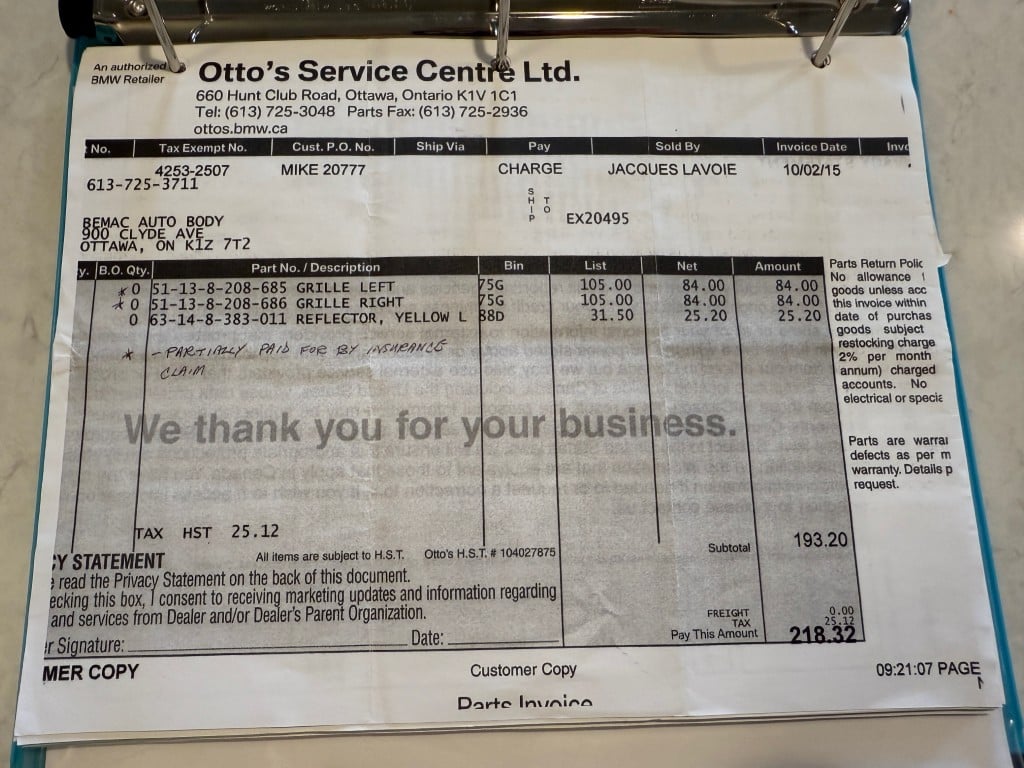 An authorized
BMW Retailer
Otto's Service Centre Ltd.
660 Hunt Club Road, Ottawa, Ontario K1V 1C1
Tel: (613) 725-3048 Parts Fax: (613) 725-2936
ottos.bmw.ca
No. Tax Exempt No. Cust. P.O. No. Ship Via Pay Sold By Invoice Date Invo
4253-2507 MIKE 20777 CHARGE JACQUES LAVOIE 10/02/15
613-725-3711
SHIP TO EX20495
BEMAC AUTO BODY
900 CLYDE AVE
OTTAWA, ON K1Z 7T2
y. B.O. Qty. Part No. / Description Bin List Net Amount
* 0 51-13-8-208-685 GRILLE LEFT 75G 105.00 84.00 84.00
* 0 51-13-8-208-686 GRILLE RIGHT 75G 105.00 84.00 84.00
0 63-14-8-383-011 REFLECTOR, YELLOW L 88D 31.50 25.20 25.20
* - PARTIALLY PAID FOR BY INSURANCE
CLAIM
Parts Return Polic
No allowance
goods unless acc
this invoice within
date of purchas
goods subject
restocking charge
2% per month
annum) charged
accounts. No
electrical or specia
We thank you for your business.
Parts are warran
defects as per m
warranty. Details p
request.
TAX HST 25.12
CY STATEMENT All items are subject to H.S.T. Otto's H.S.T. # 104027875
Subtotal 193.20
e read the Privacy Statement on the back of this document.
ecking this box, I consent to receiving marketing updates and information regarding
and services from Dealer and/or Dealer's Parent Organization.
FREIGHT 0.00
TAX 25.12
Pay This Amount 218.32
r Signature: Date:
MER COPY Customer Copy 09:21:07 PAGE
Parts Invoice